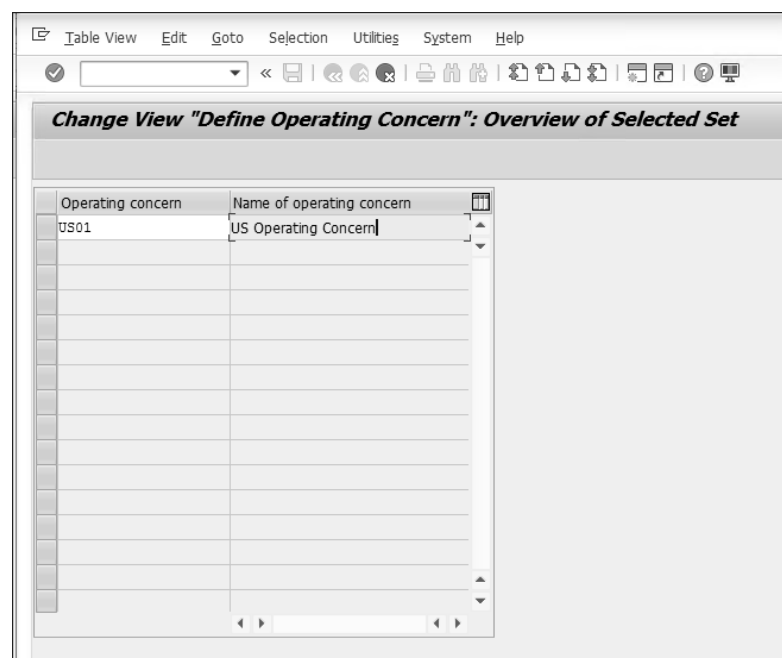 Table View Edit Goto Selection Utilities System Help
Change View "Define Operating Concern": Overview of Selected Set
Operating concern Name of operating concern
US01 US Operating Concern